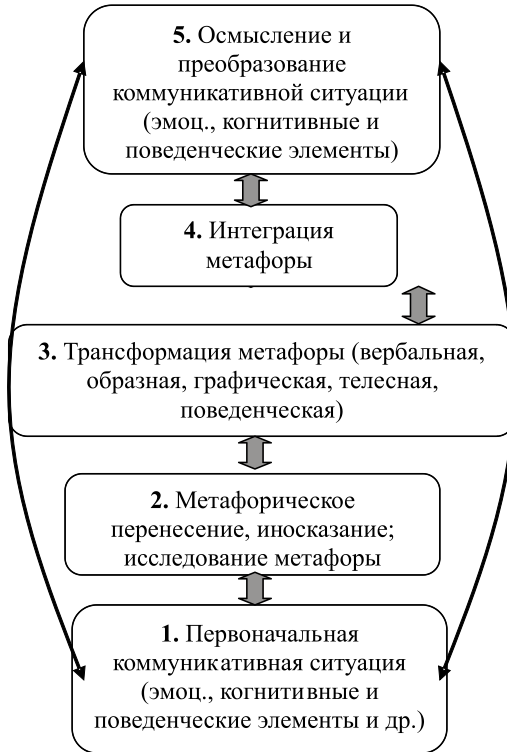 5. Осмысление и
преобразование
коммуникативной ситуации
(эмоц., когнитивные и
поведенческие элементы)
4. Интеграция
метафоры
3. Трансформация метафоры (вербальная,
образная, графическая, телесная,
поведенческая)
2. Метафорическое
перенесение, иносказание;
исследование метафоры
1. Первоначальная
коммуникативная ситуация
(эмоц., когнитивные и
поведенческие элементы и др.)